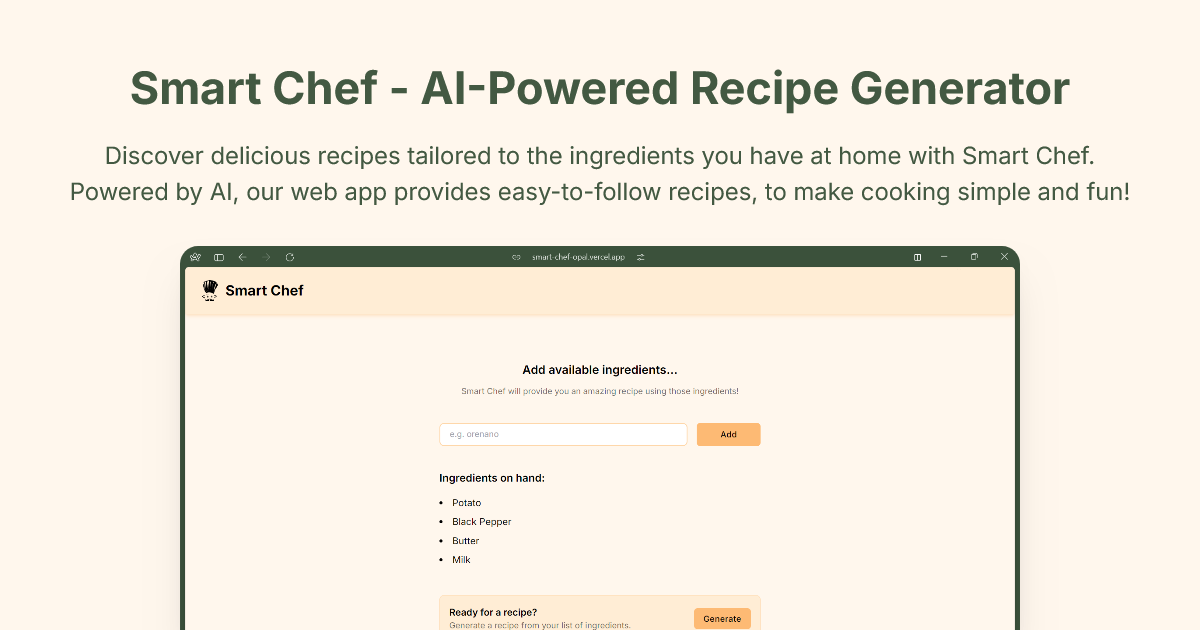 Smart Chef - AI-Powered Recipe Generator
Discover delicious recipes tailored to the ingredients you have at home with Smart Chef.
Powered by AI, our web app provides easy-to-follow recipes, to make cooking simple and fun!
smart-chef-opal.vercel.app
Smart Chef
Add available ingredients...
Smart Chef will provide you an amazing recipe using those ingredients!
e.g. orenano
Add
Ingredients on hand:
• Potato
• Black Pepper
• Butter
• Milk
Ready for a recipe?
Generate
Generate a recipe from your list of ingredients.